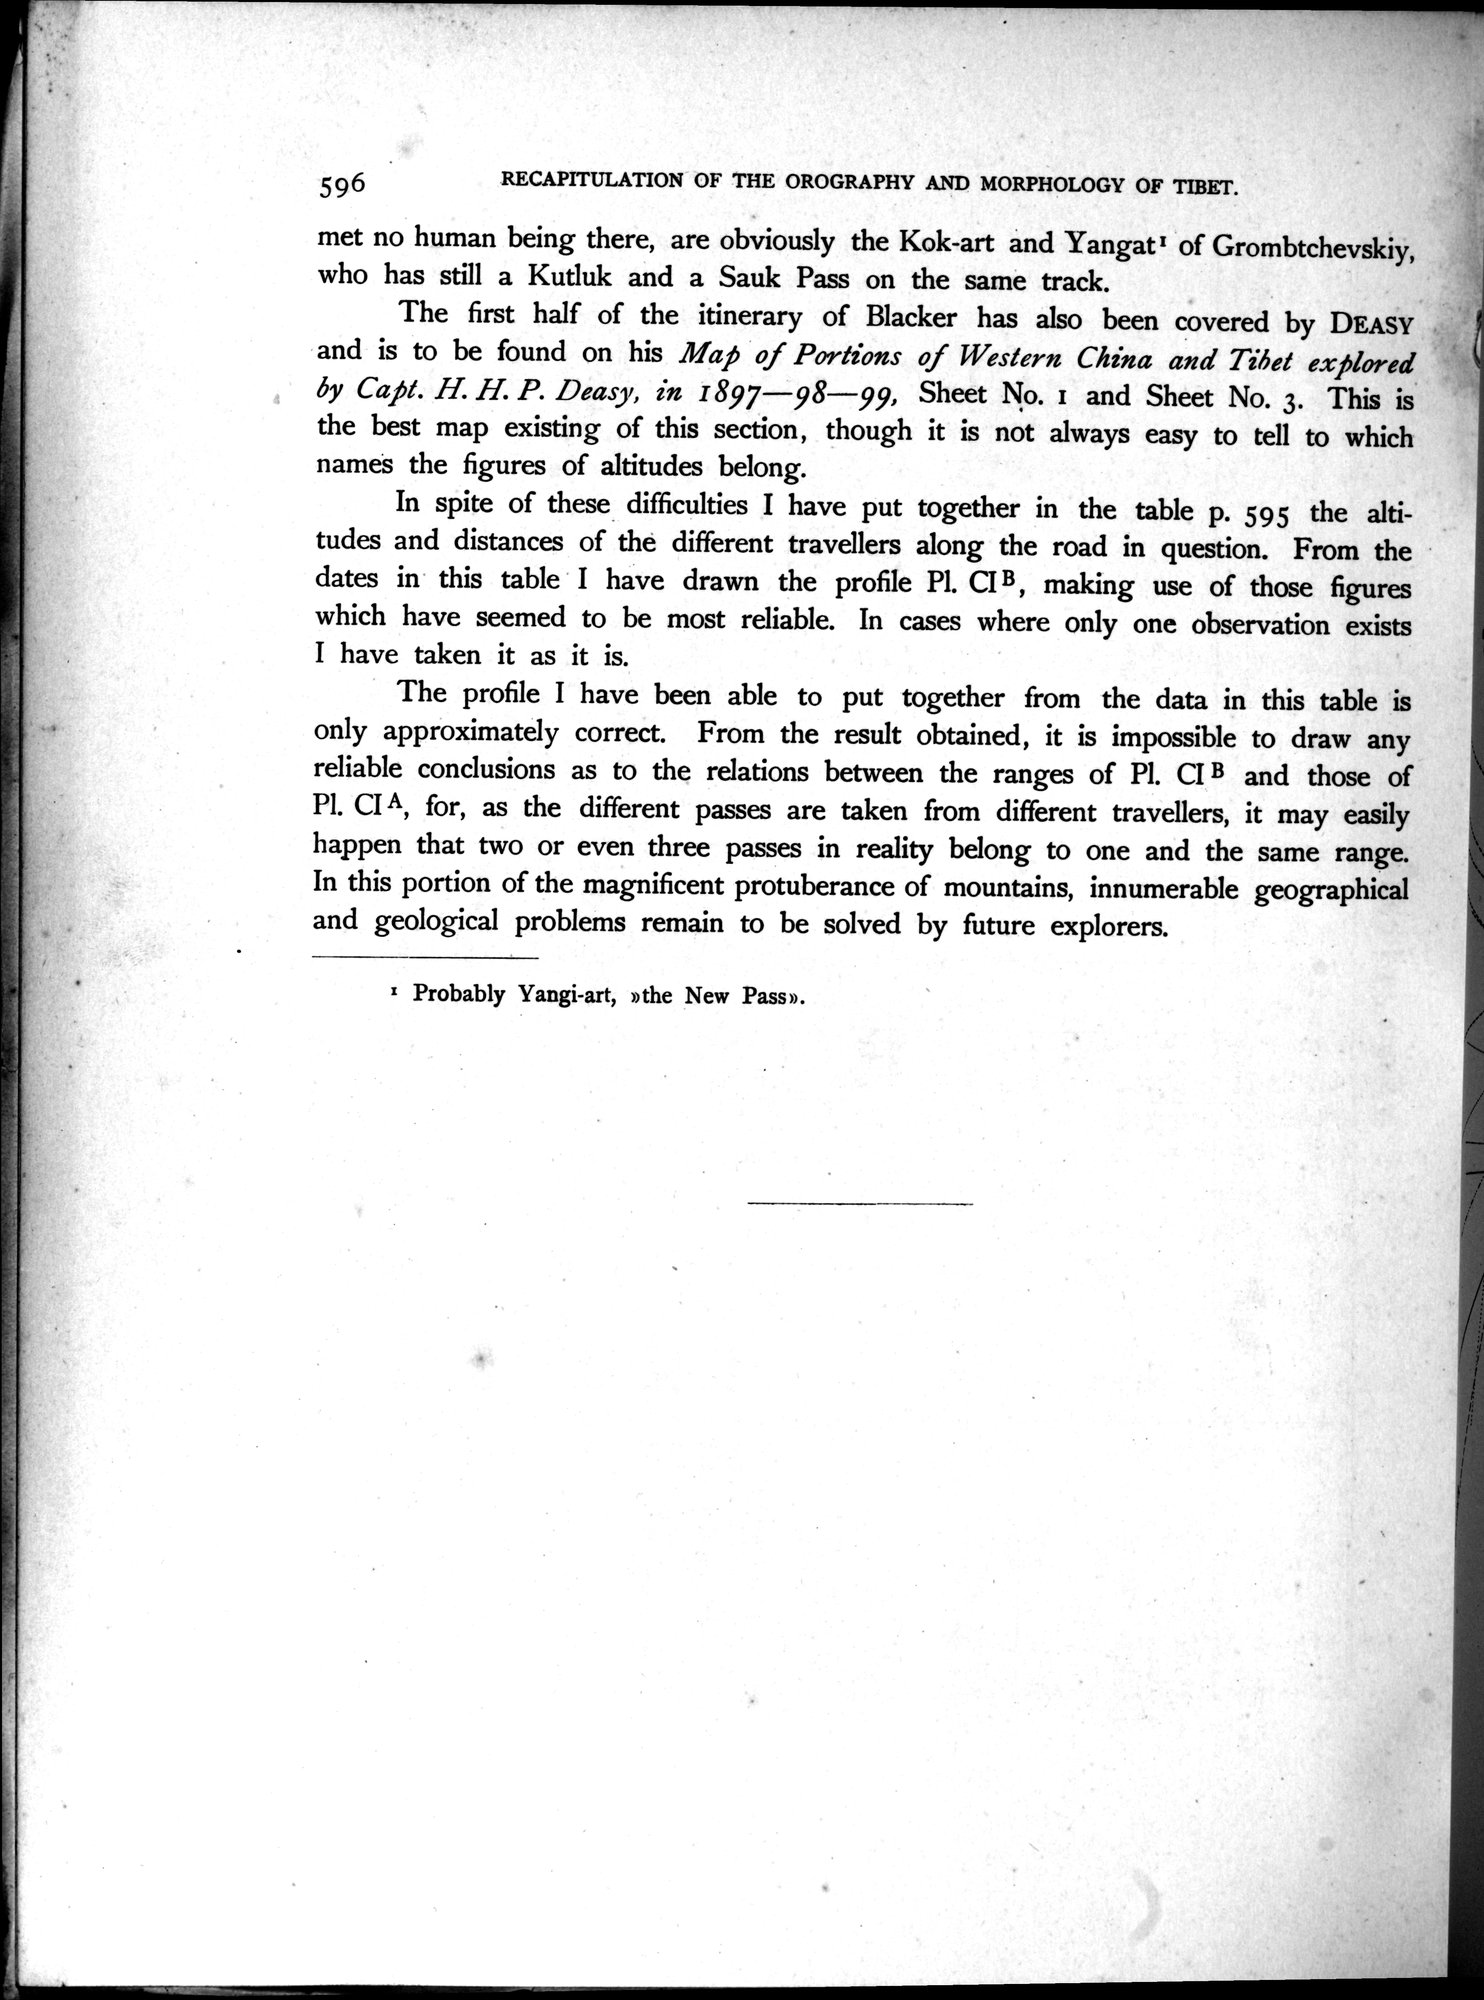 596 RECAPITULATION OF THE OROGRAPHY AND MORPHOLOGY OF TIBET.
met no human being there, are obviously the Kok-art and Yangat¹ of Grombtchevskiy,
who has still a Kutluk and a Sauk Pass on the same track.
The first half of the itinerary of Blacker has also been covered by DEASY
and is to be found on his Map of Portions of Western China and Tibet explored
by Capt. H. H. P. Deasy, in 1897—98—99, Sheet No. 1 and Sheet No. 3. This is
the best map existing of this section, though it is not always easy to tell to which
names the figures of altitudes belong.
In spite of these difficulties I have put together in the table p. 595 the alti-
tudes and distances of the different travellers along the road in question. From the
dates in this table I have drawn the profile Pl. CI B, making use of those figures
which have seemed to be most reliable. In cases where only one observation exists
I have taken it as it is.
The profile I have been able to put together from the data in this table is
only approximately correct. From the result obtained, it is impossible to draw any
reliable conclusions as to the relations between the ranges of Pl. CI B and those of
Pl. CI A, for, as the different passes are taken from different travellers, it may easily
happen that two or even three passes in reality belong to one and the same range.
In this portion of the magnificent protuberance of mountains, innumerable geographical
and geological problems remain to be solved by future explorers.
¹ Probably Yangi-art, »the New Pass».